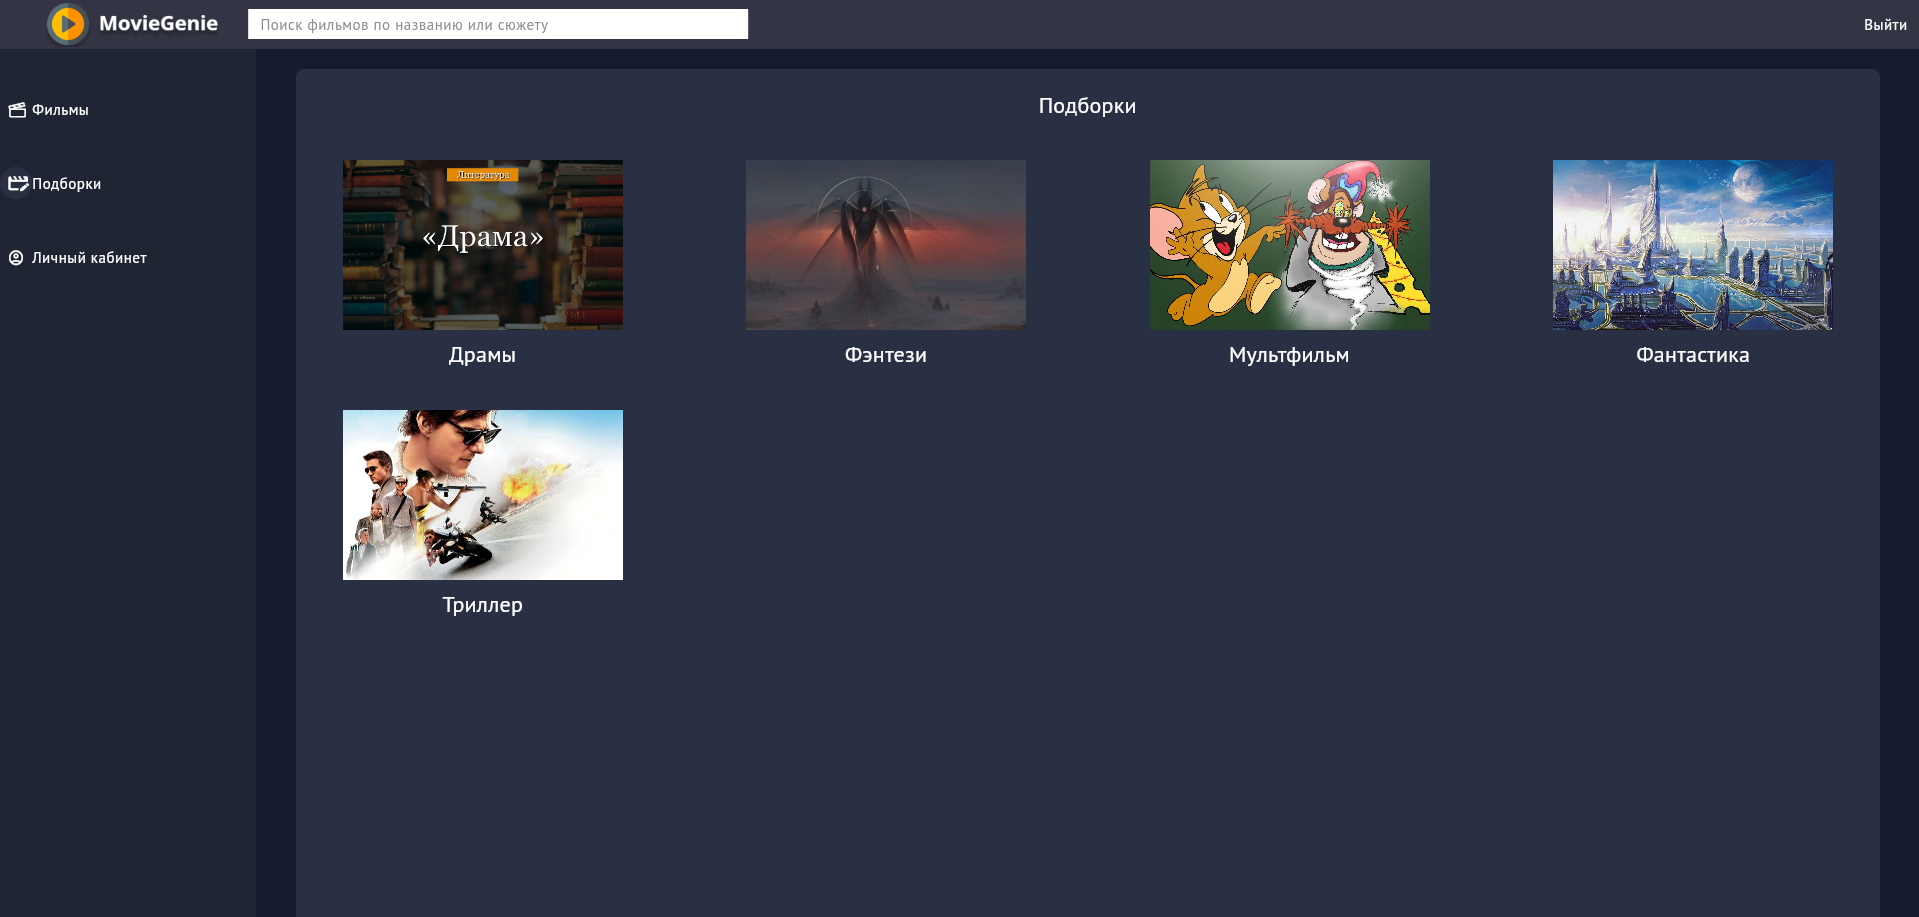 MovieGenie
Поиск фильмов по названию или сюжету
Выйти
Фильмы
Подборки
Личный кабинет
Подборки
Литература
«Драма»
Драмы
Фэнтези
Мультфильм
Фантастика
Триллер